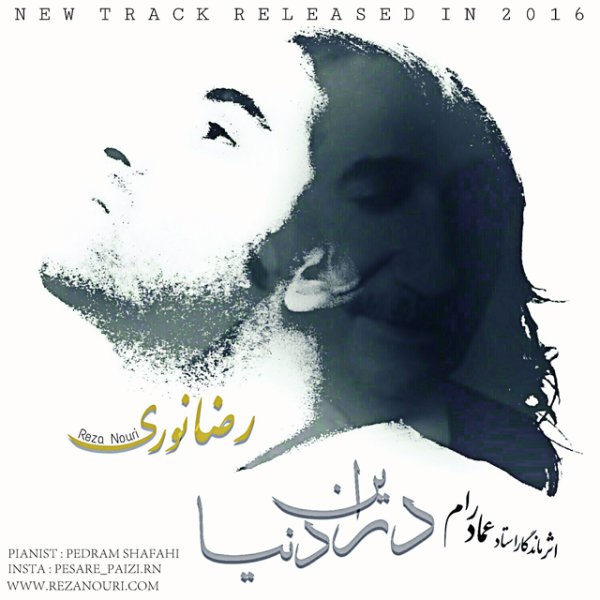 NEW TRACK RELEASED IN 2016
رضا نوری
Reza Nouri
در این دنیا
اثر ماندگار استاد عماد رام
PIANIST : PEDRAM SHAFAHI
INSTA : PESARE_PAIZI.RN
WWW.REZANOURI.COM